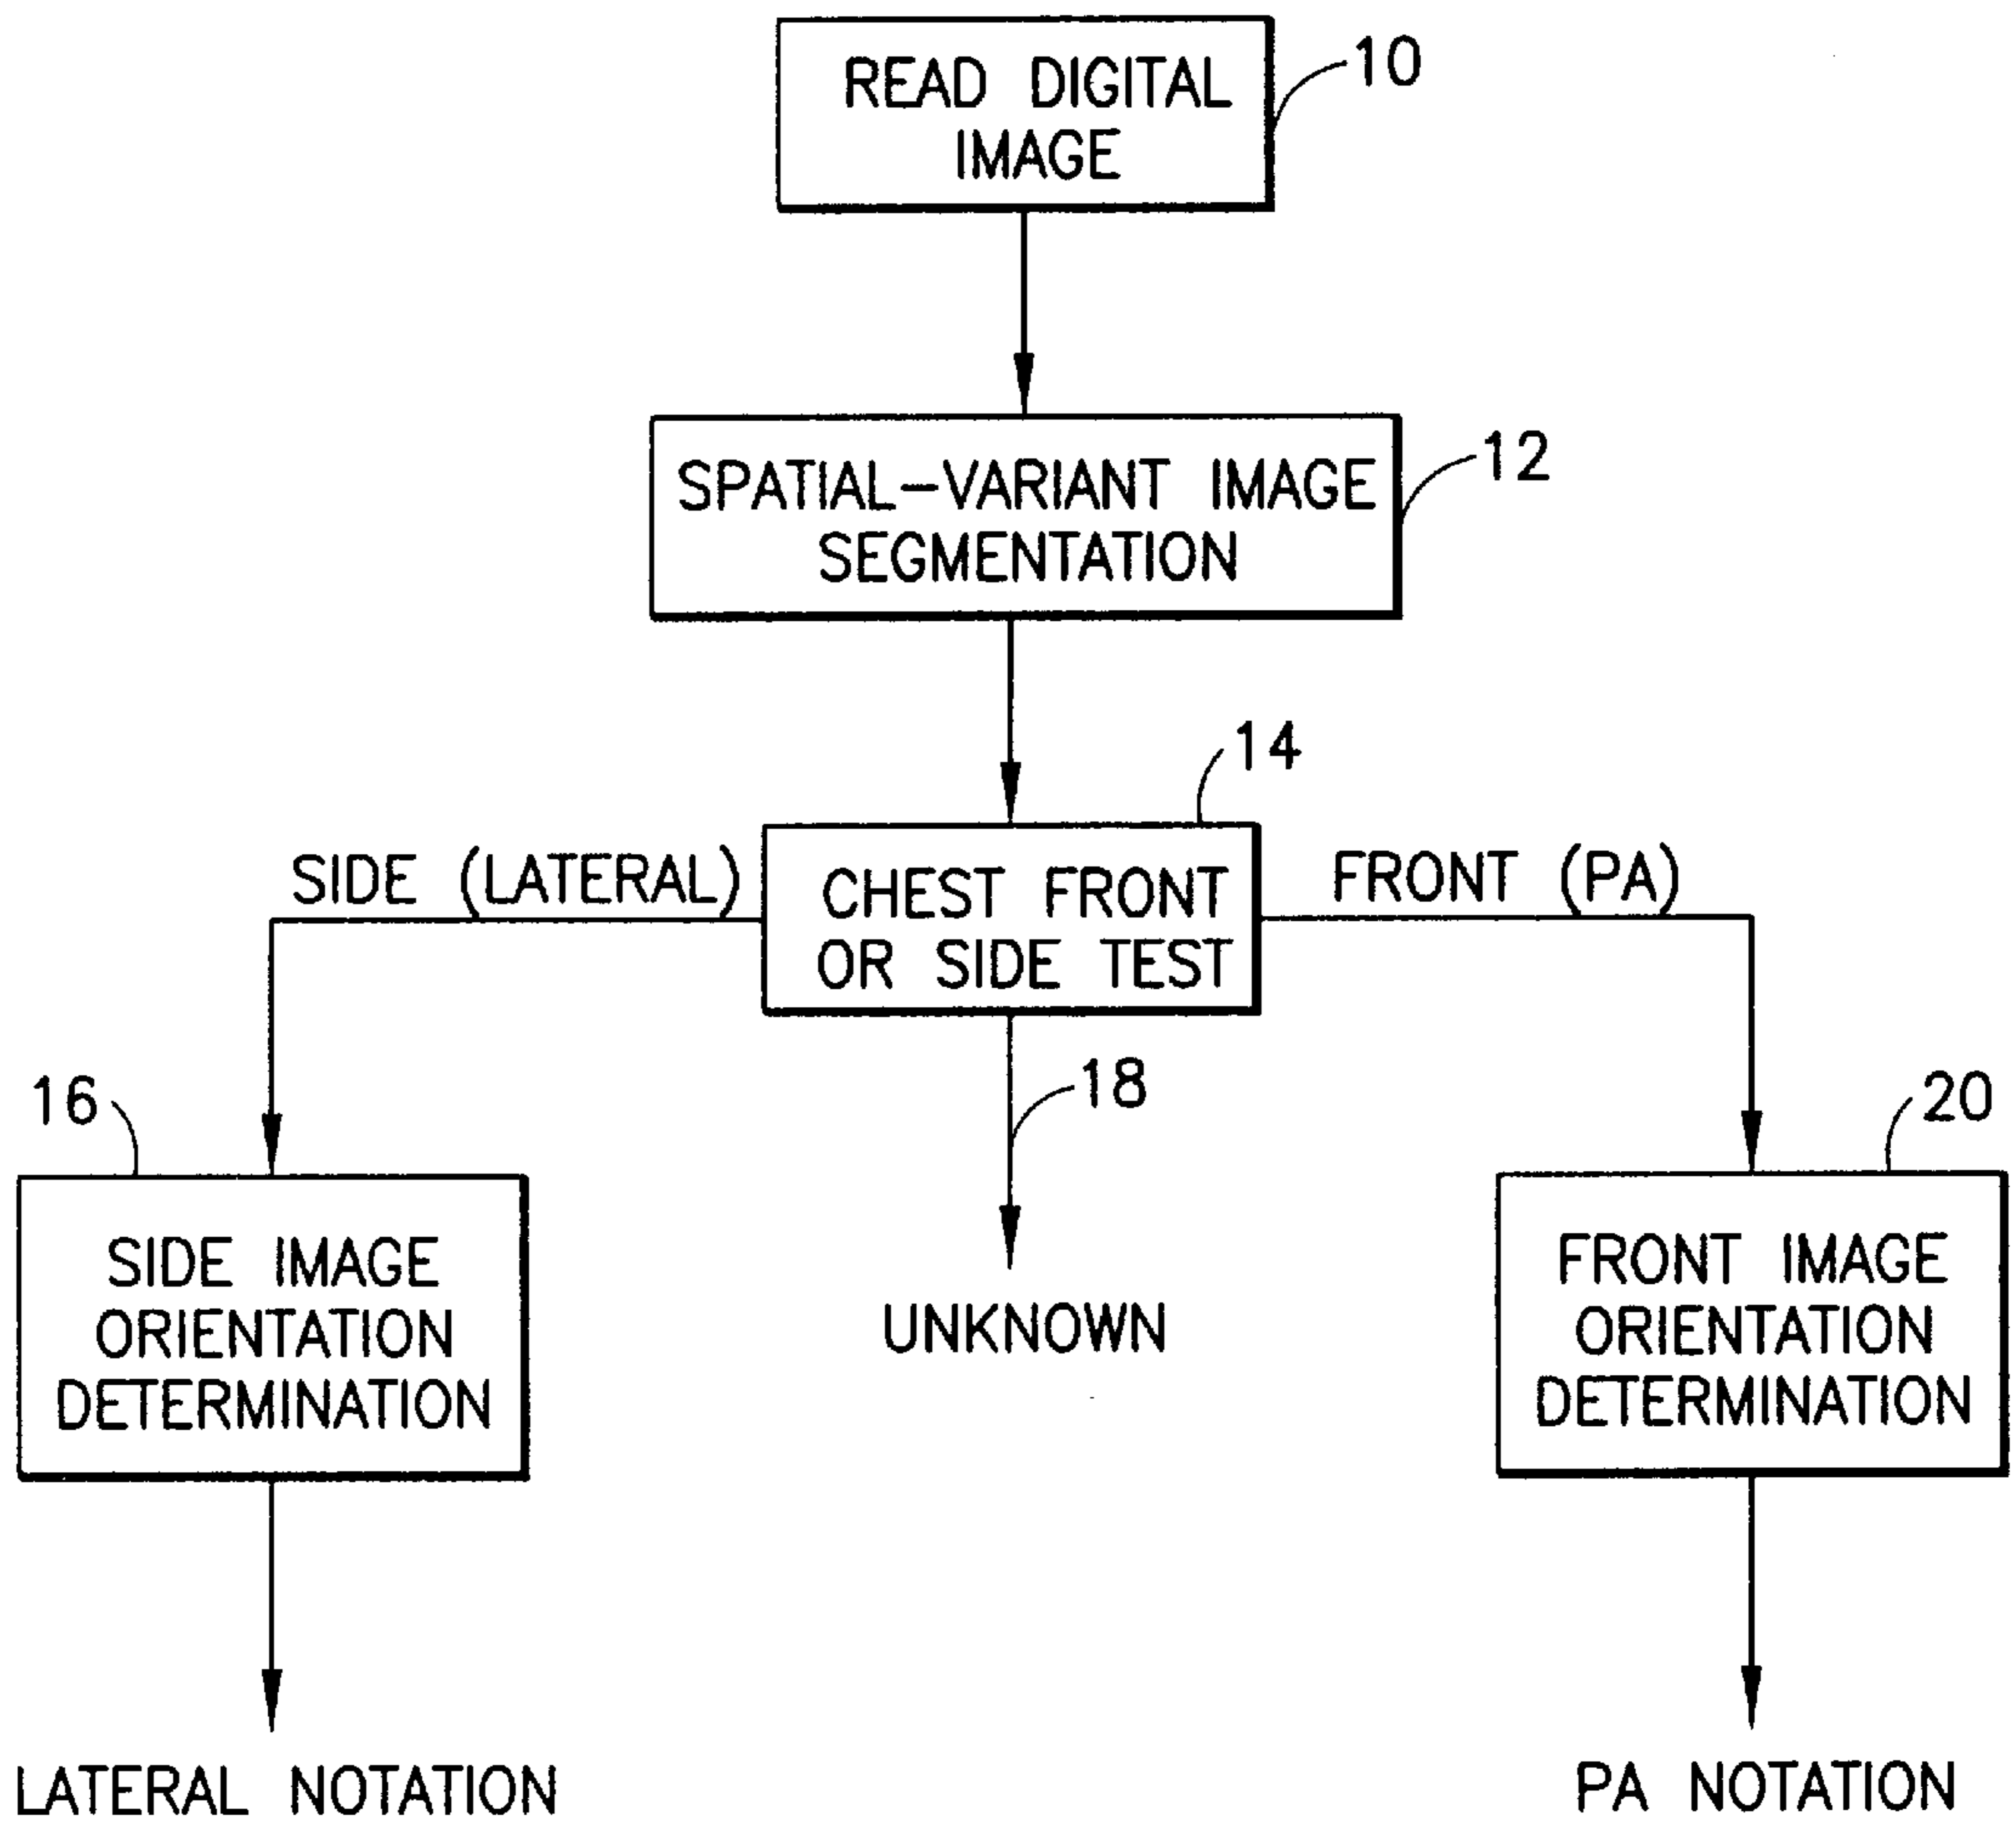 READ DIGITAL
IMAGE
10
SPATIAL-VARIANT IMAGE
SEGMENTATION
12
14
SIDE (LATERAL)
CHEST FRONT
OR SIDE TEST
FRONT (PA)
16
18
20
SIDE IMAGE
ORIENTATION
DETERMINATION
UNKNOWN
FRONT IMAGE
ORIENTATION
DETERMINATION
LATERAL NOTATION
PA NOTATION